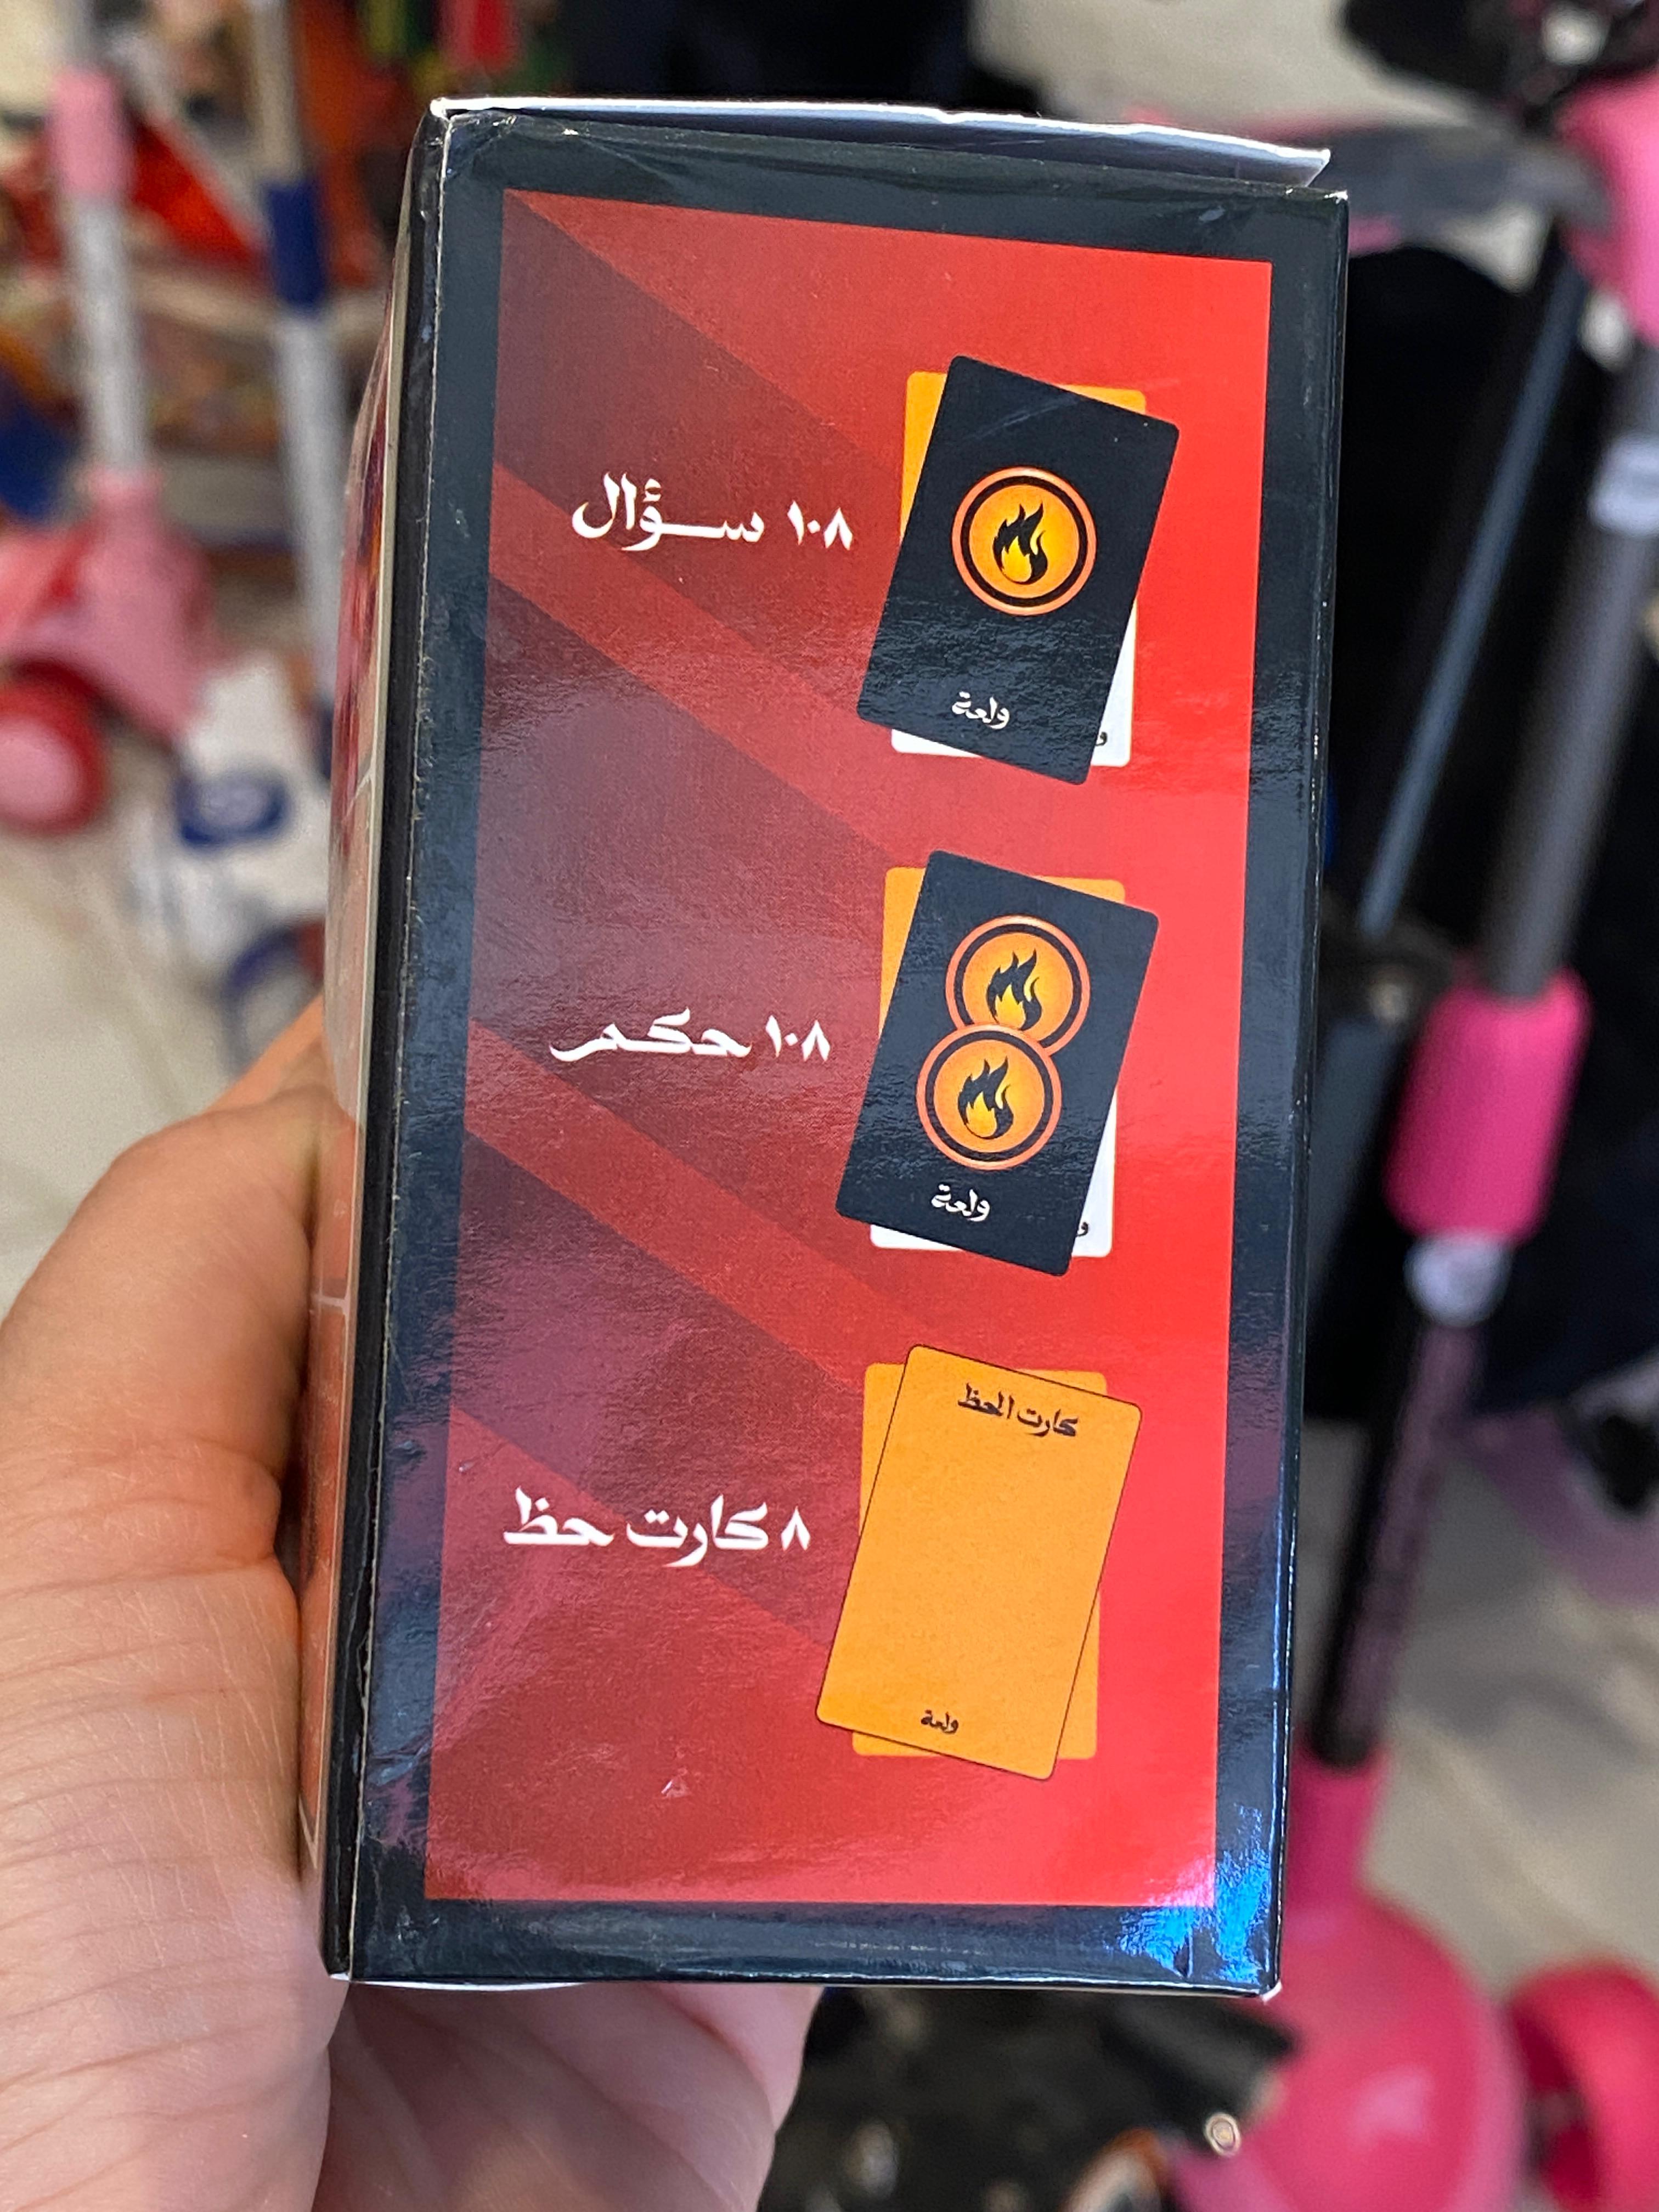 ١٠٨ سؤال
ولعة
و
١٠٨ حكم
ولعة
و
كارت الحظ
٨ كارت حظ
ولعة